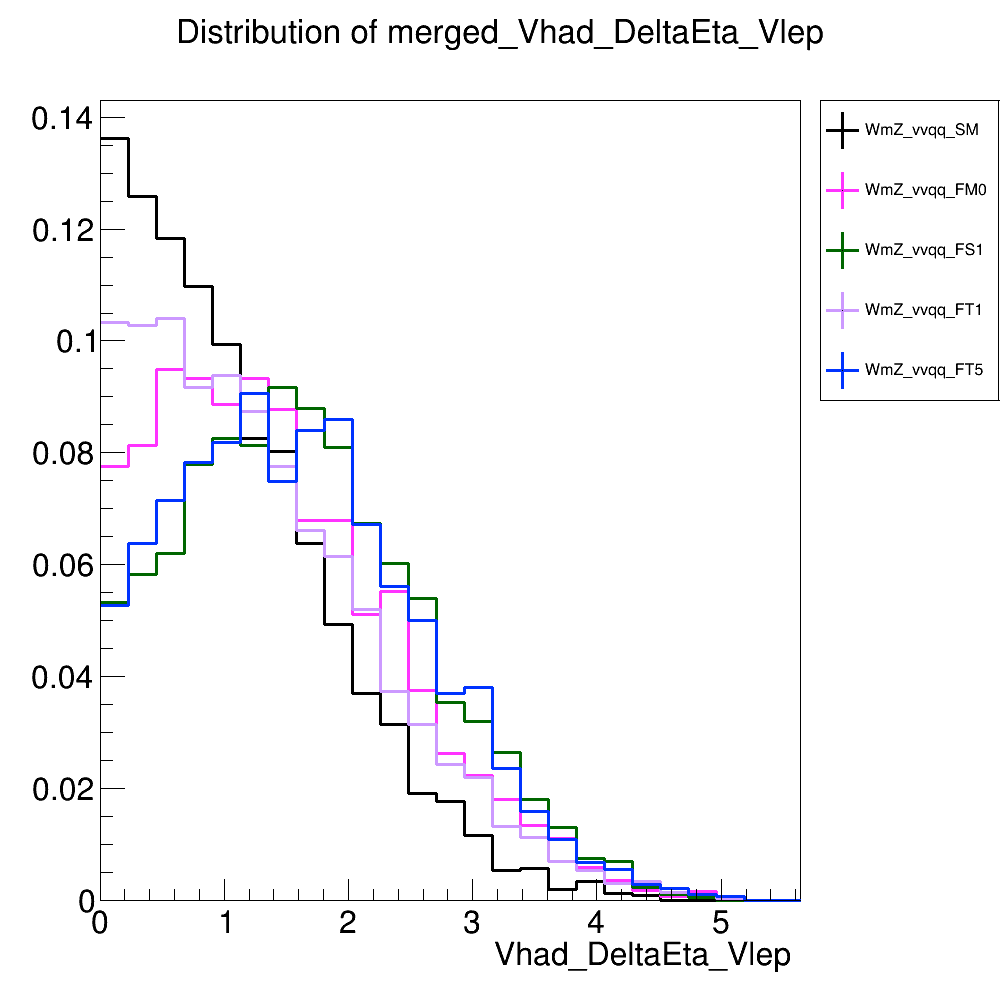 Distribution of merged_Vhad_DeltaEta_Vlep
0.14
0.12
0.1
0.08
0.06
0.04
0.02
0
0 1 2 3 4 5
Vhad_DeltaEta_Vlep
WmZ_vvqq_SM
WmZ_vvqq_FM0
WmZ_vvqq_FS1
WmZ_vvqq_FT1
WmZ_vvqq_FT5